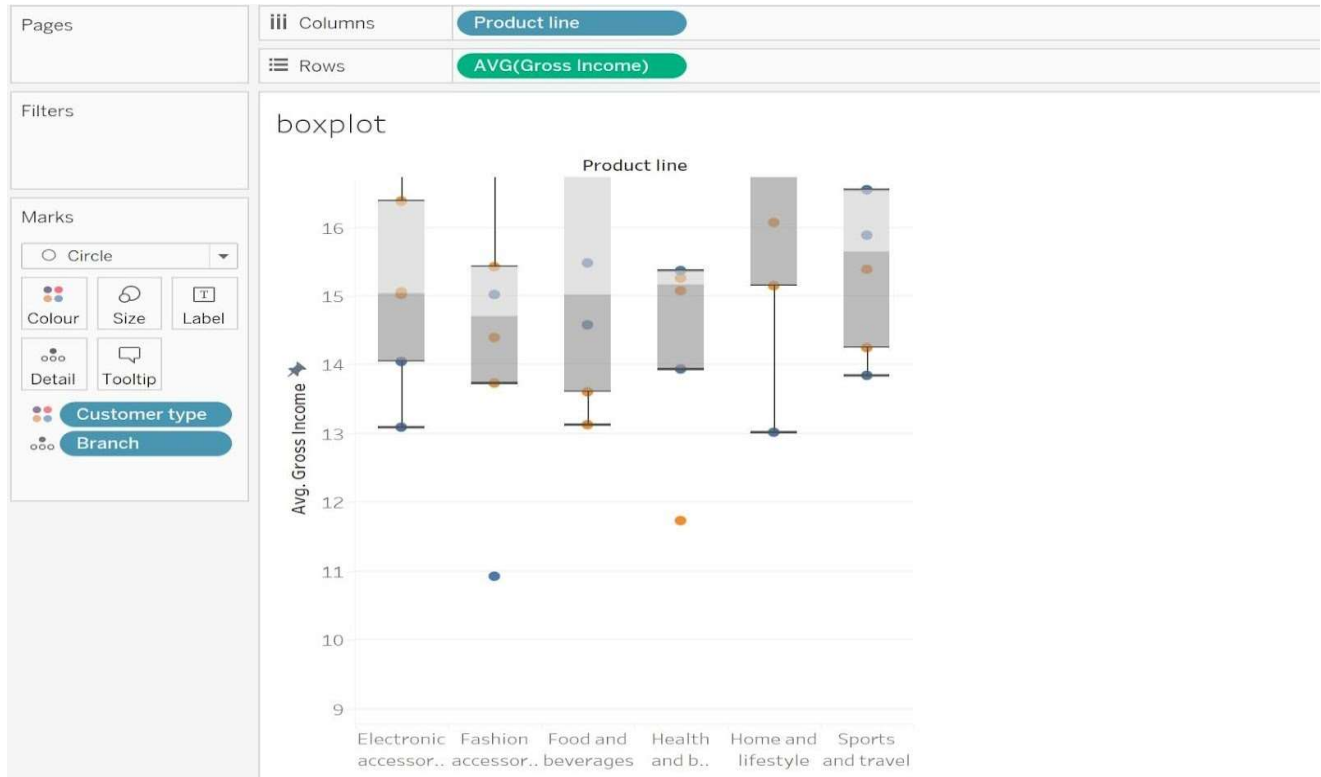 Pages
Columns
Product line
Rows
AVG(Gross Income)
Filters
Marks
Circle
Colour
Size
T
Label
Detail
Tooltip
Customer type
Branch
boxplot
Product line
Avg. Gross Income
16
15
14
13
12
11
10
9
Electronic
accessor..
Fashion
accessor..
Food and
beverages
Health
and b..
Home and
lifestyle
Sports
and travel